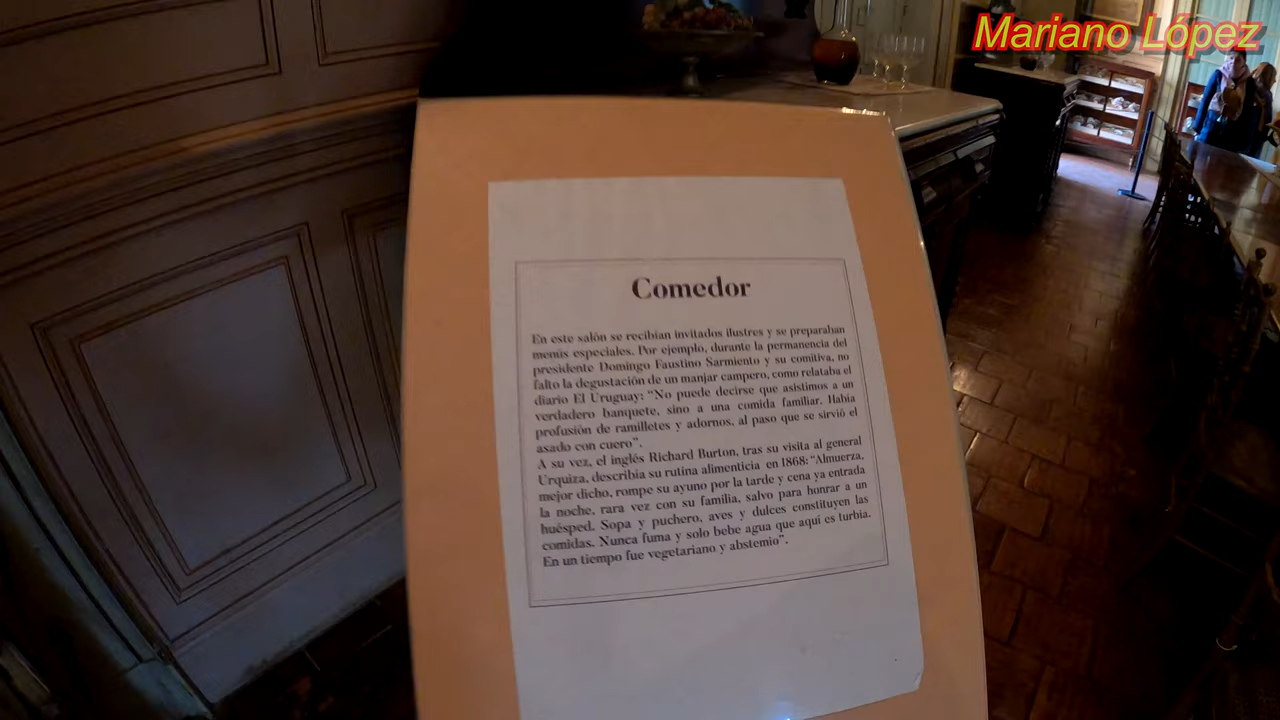 Mariano López
Comedor
En este salón se recibían invitados ilustres y se preparaban
menús especiales. Por ejemplo, durante la permanencia del
presidente Domingo Faustino Sarmiento y su comitiva, no
falto la degustación de un manjar campero, como relataba el
diario El Uruguay: “No puede decirse que asistimos a un
verdadero banquete, sino a una comida familiar. Había
profusión de ramilletes y adornos, al paso que se sirvió el
asado con cuero”.
A su vez, el inglés Richard Burton, tras su visita al general
Urquiza, describía su rutina alimenticia en 1868: “Almuerza,
mejor dicho, rompe su ayuno por la tarde y cena ya entrada
la noche, rara vez con su familia, salvo para honrar a un
huésped. Sopa y puchero, aves y dulces constituyen las
comidas. Nunca fuma y solo bebe agua que aquí es turbia.
En un tiempo fue vegetariano y abstemio”.